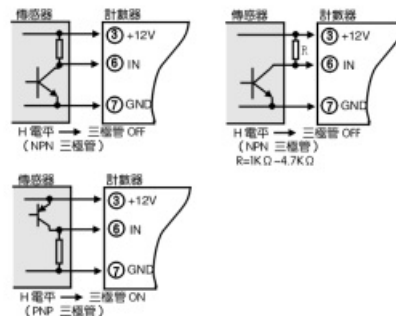 傳感器 計數器
③ +12V
⑥ IN
⑦ GND
H 電平 → 三極管 OFF
(NPN 三極管)
傳感器 計數器
③ +12V
R
⑥ IN
⑦ GND
H 電平 → 三極管 OFF
(NPN 三極管)
R=1KΩ-4.7KΩ
傳感器 計數器
③ +12V
⑥ IN
⑦ GND
H 電平 → 三極管 ON
(PNP 三極管)